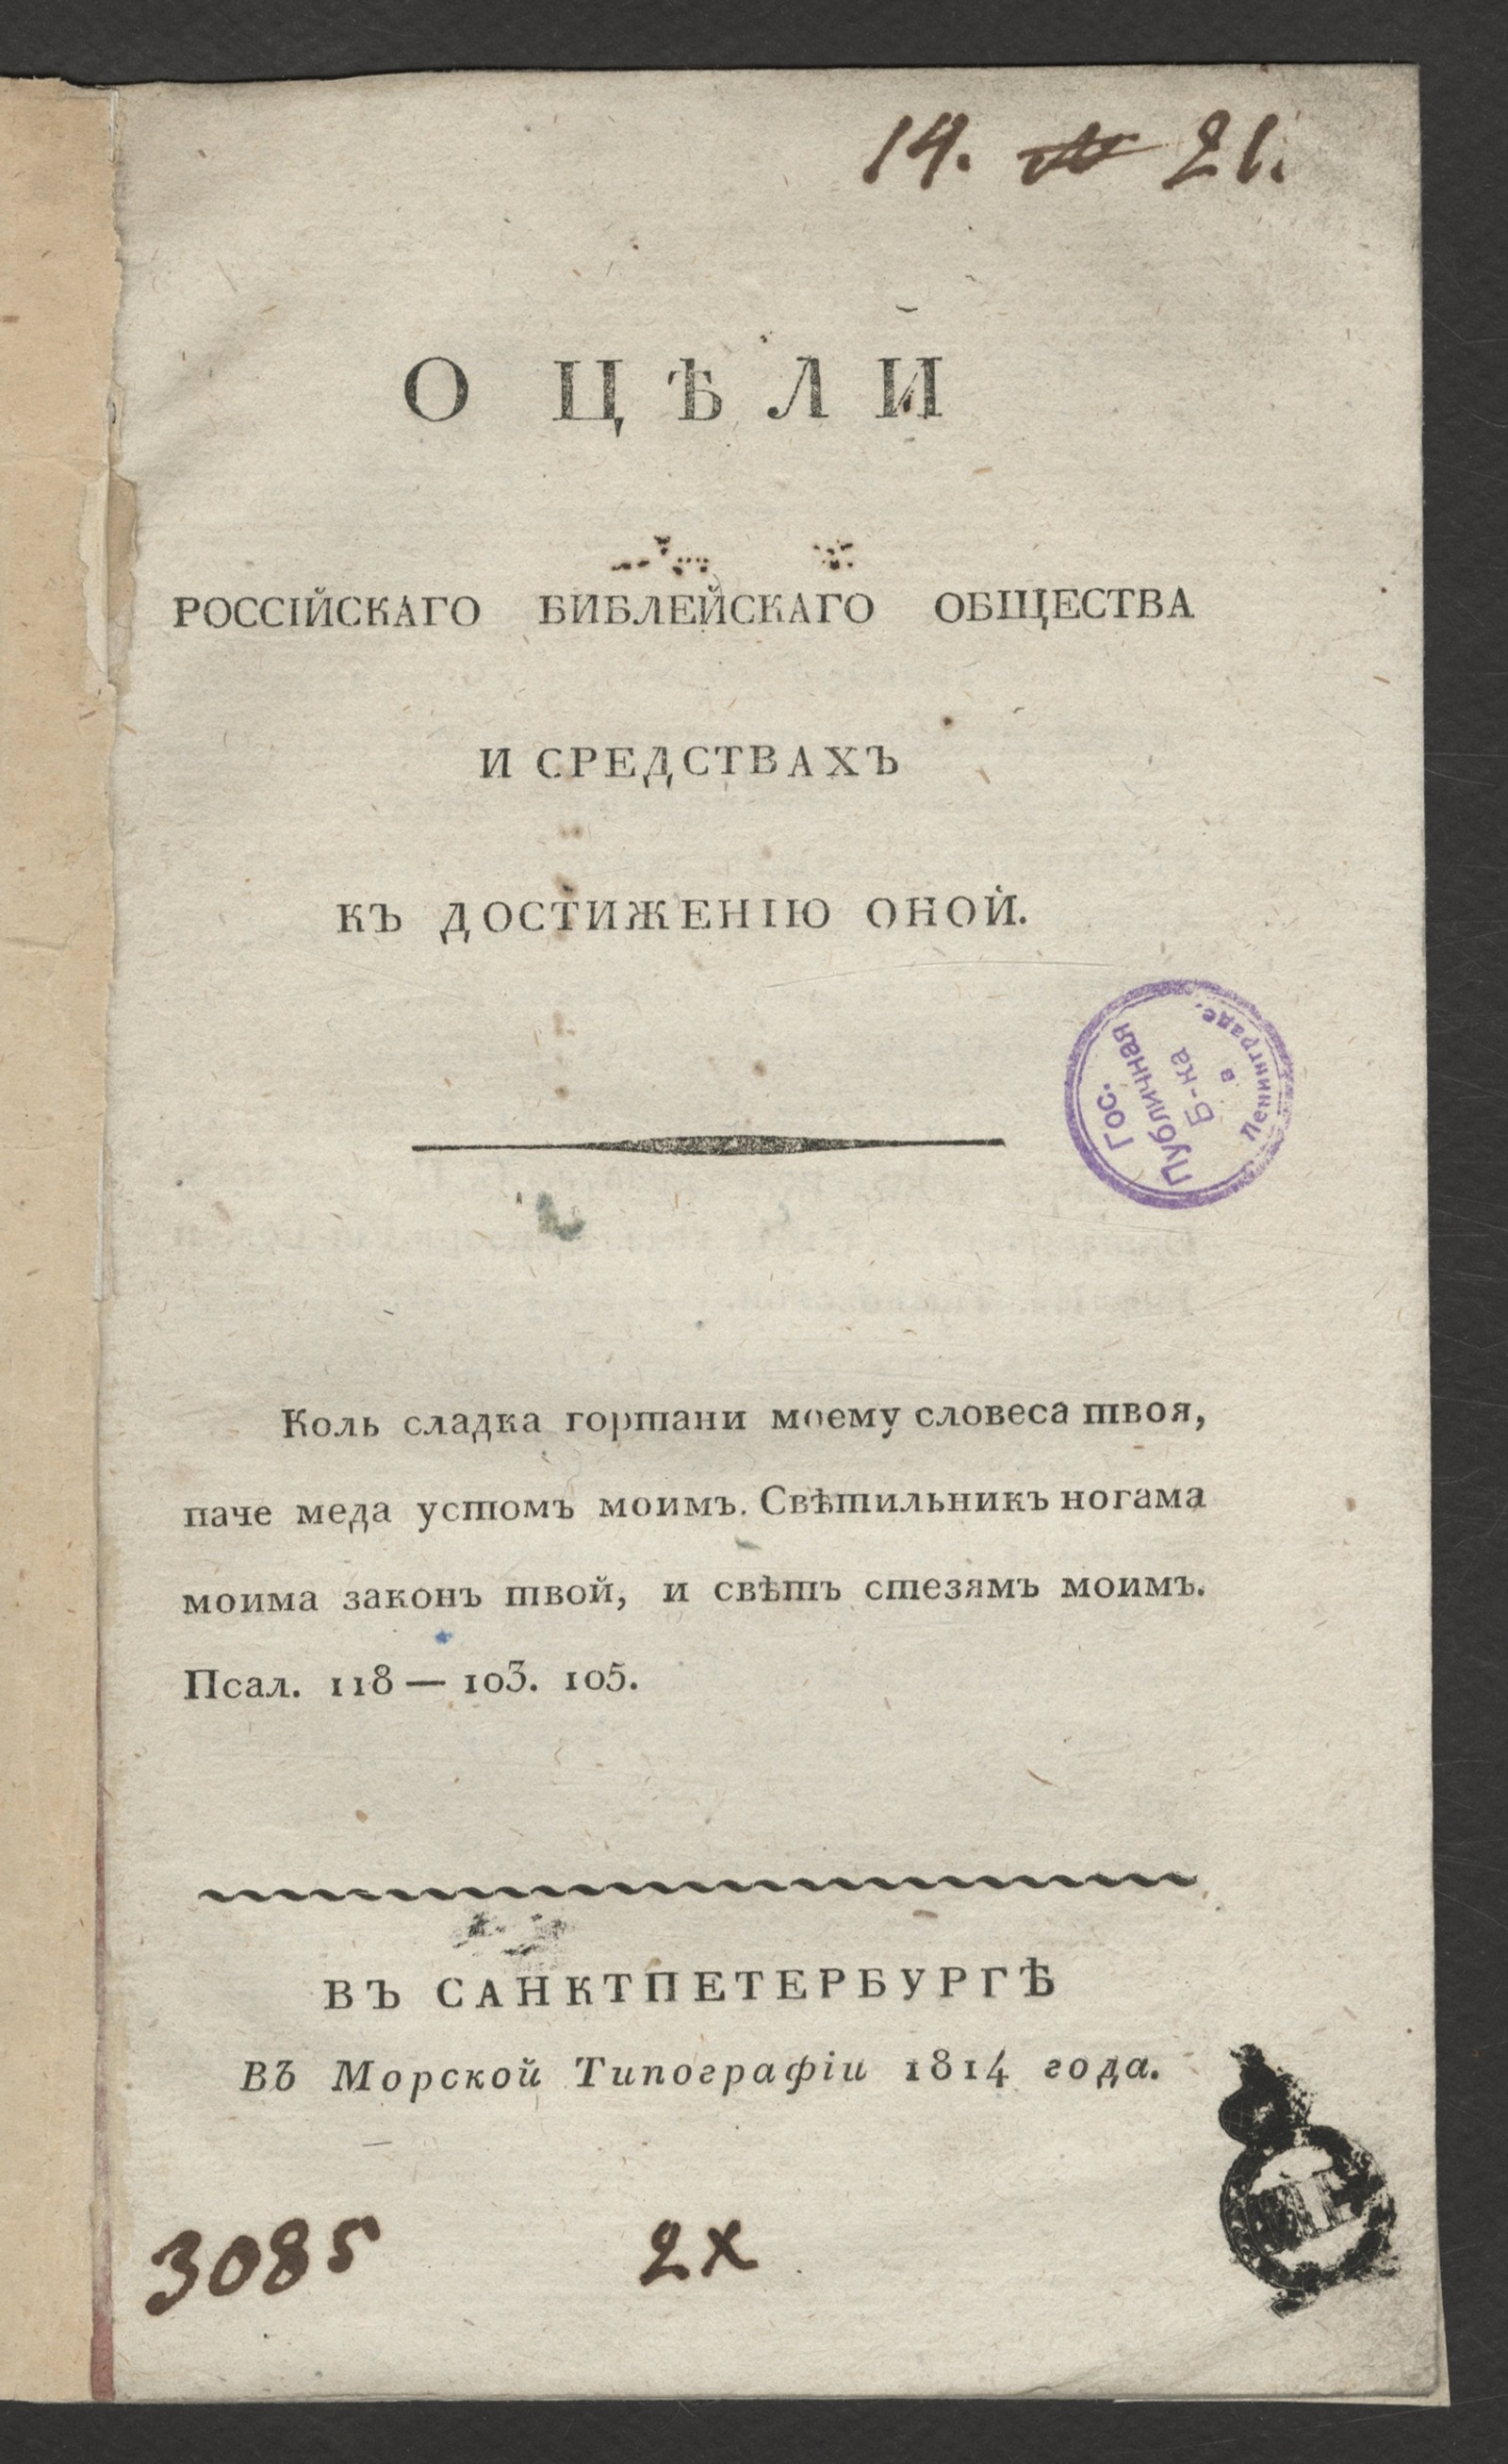 14. 21.
О ЦѢЛИ
РОССІЙСКАГО БИБЛЕЙСКАГО ОБЩЕСТВА
И СРЕДСТВАХЪ
КЪ ДОСТИЖЕНІЮ ОНОЙ.
Гос.
Публичная
Б-ка
в
Ленинграде.
Коль сладка гортани моему словеса твоя,
паче меда устомъ моимъ. Свѣтильникъ ногама
моима законъ твой, и свѣтъ стезямъ моимъ.
Псал. 118 — 103. 105.
ВЪ САНКТПЕТЕРБУРГѢ
Въ Морской Типографіи 1814 года.
3085 2х